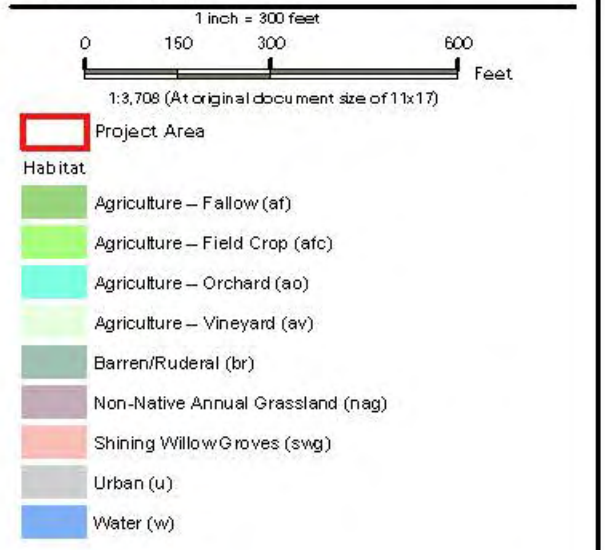 1 inch = 300 feet
0 150 300 600
Feet
1:3,708 (At original document size of 11x17)
Project Area
Habitat
Agriculture – Fallow (af)
Agriculture – Field Crop (afc)
Agriculture – Orchard (ao)
Agriculture – Vineyard (av)
Barren/Ruderal (br)
Non-Native Annual Grassland (nag)
Shining Willow Groves (swg)
Urban (u)
Water (w)